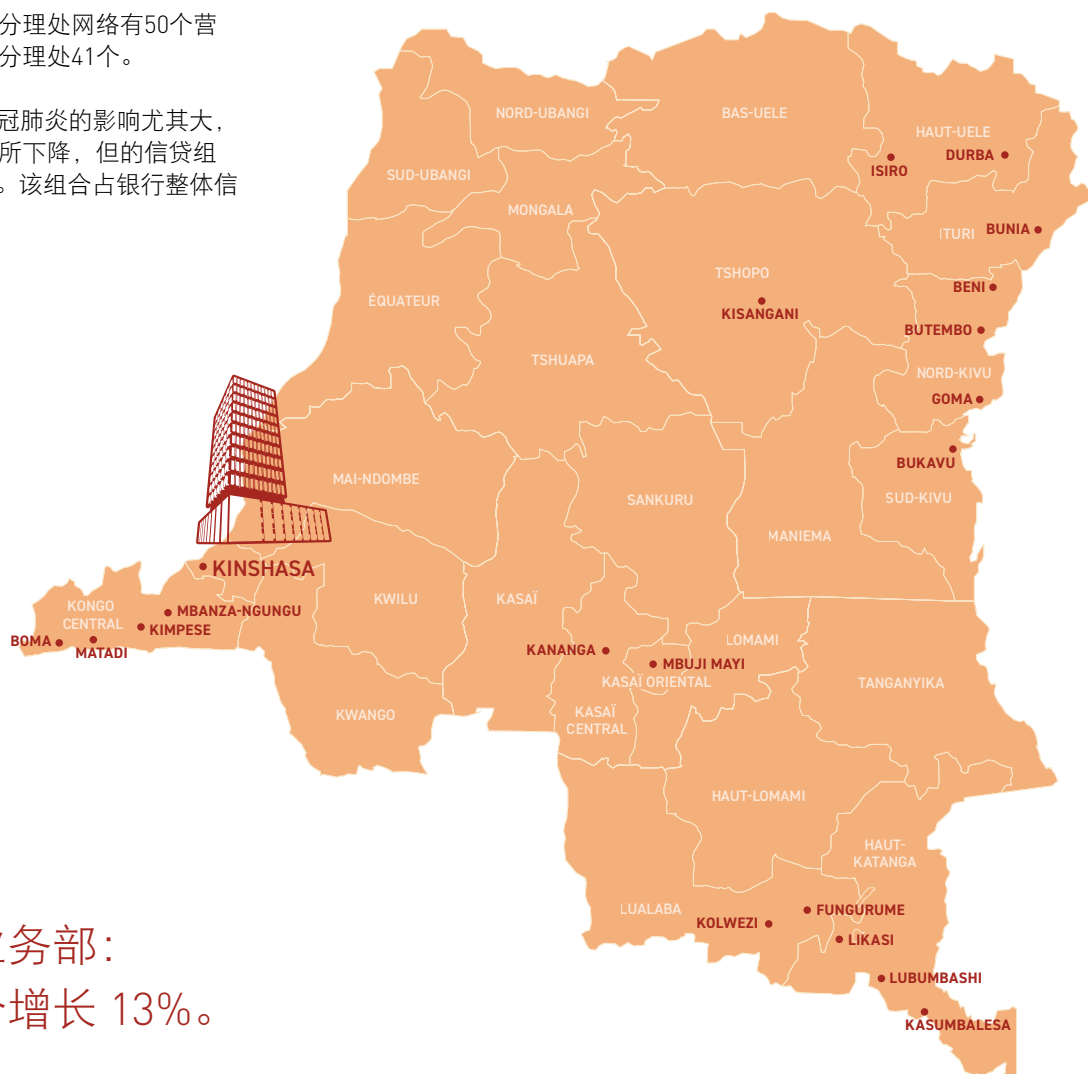 分理处网络有50个营
分理处41个。
冠肺炎的影响尤其大，
所下降，但的信贷组
。该组合占银行整体信
NORD-UBANGI
BAS-UELE
HAUT-UELE
DURBA
ISIRO
SUD-UBANGI
MONGALA
ITURI
BUNIA
TSHOPO
BENI
ÉQUATEUR
KISANGANI
BUTEMBO
TSHUAPA
NORD-KIVU
GOMA
BUKAVU
MAI-NDOMBE
SANKURU
SUD-KIVU
MANIEMA
KINSHASA
KONGO
CENTRAL
MBANZA-NGUNGU
KWILU
KASAÏ
KIMPESE
BOMA
MATADI
KANANGA
LOMAMI
MBUJI MAYI
KASAÏ ORIENTAL
TANGANYIKA
KWANGO
KASAÏ
CENTRAL
HAUT-LOMAMI
HAUT-
KATANGA
LUALABA
FUNGURUME
KOLWEZI
LIKASI
LUBUMBASHI
KASUMBALESA
务部：
增长 13%。